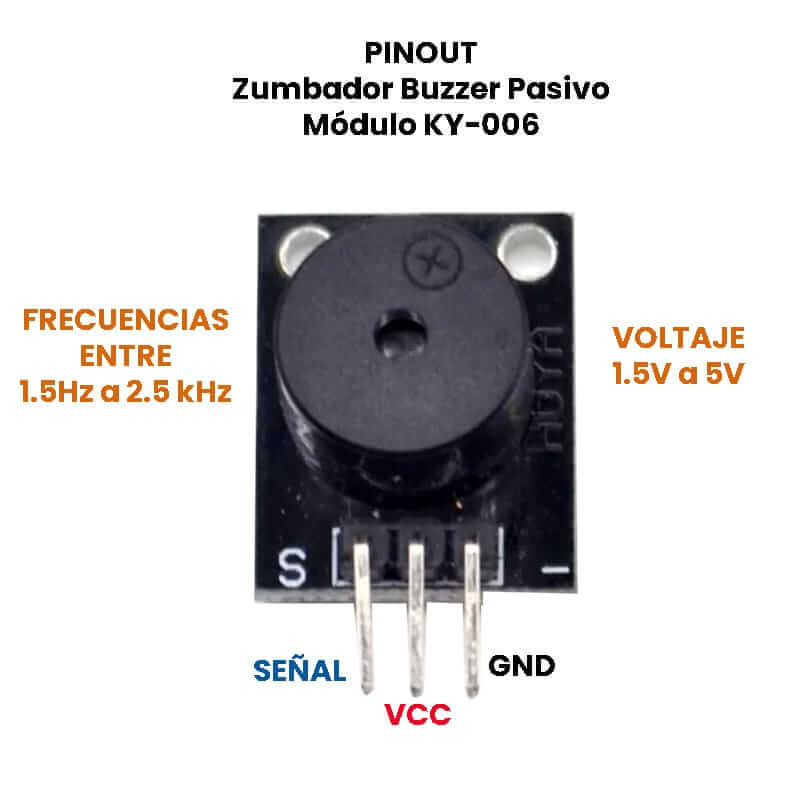 PINOUT
Zumbador Buzzer Pasivo
Módulo KY-006
FRECUENCIAS
ENTRE
1.5Hz a 2.5 kHz
VOLTAJE
1.5V a 5V
HDYA
S
-
SEÑAL
GND
VCC